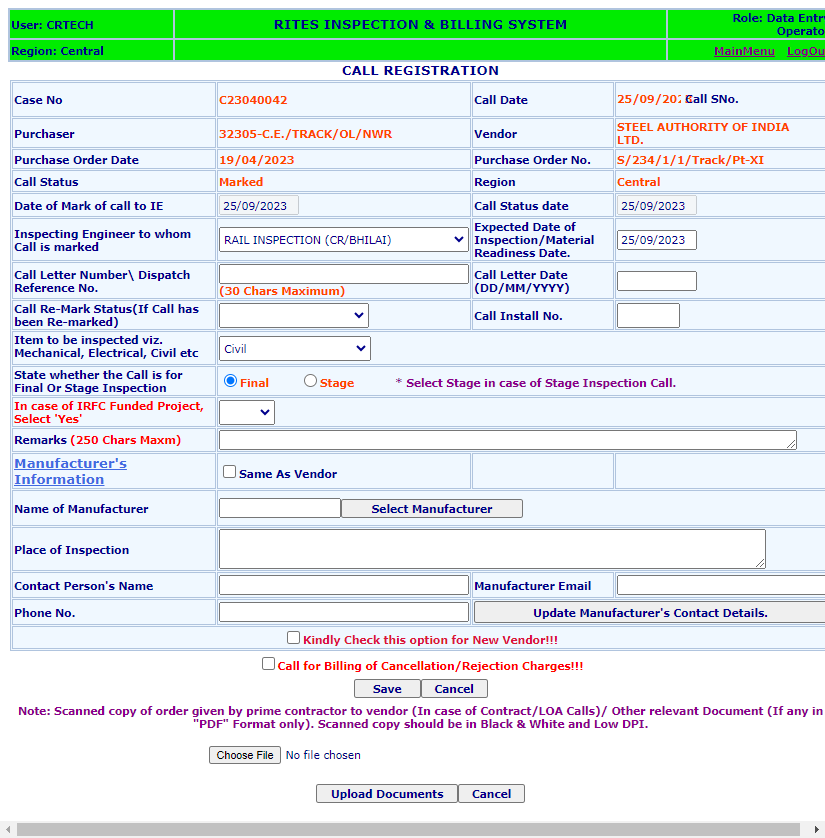 User: CRTECH
RITES INSPECTION & BILLING SYSTEM
Role: Data
Region: Central
MainMenu
CALL REGISTRATION
Case No
C23040042
Call Date
25/09/202
Call SNo.
Purchaser
32305-C.E./TRACK/OL/NWR
Vendor
STEEL AUTHORITY OF INDIA
LTD.
Purchase Order Date
19/04/2023
Purchase Order No.
S/234/1/1/Track/Pt-XI
Call Status
Marked
Region
Central
Date of Mark of call to IE
25/09/2023
Call Status date
25/09/2023
Inspecting Engineer to whom
Call is marked
RAIL INSPECTION (CR/BHILAI)
Expected Date of
Inspection/Material
Readiness Date.
25/09/2023
Call Letter Number\ Dispatch
Reference No.
(30 Chars Maximum)
Call Letter Date
(DD/MM/YYYY)
Call Re-Mark Status(If Call has
been Re-marked)
Call Install No.
Item to be inspected viz.
Mechanical, Electrical, Civil etc
Civil
State whether the Call is for
Final Or Stage Inspection
Final
Stage
* Select Stage in case of Stage Inspection Call.
In case of IRFC Funded Project,
Select 'Yes'
Remarks (250 Chars Maxm)
Manufacturer's
Information
Same As Vendor
Name of Manufacturer
Select Manufacturer
Place of Inspection
Contact Person's Name
Manufacturer Email
Phone No.
Update Manufacturer's Contact Details.
Kindly Check this option for New Vendor!!!
Call for Billing of Cancellation/Rejection Charges!!!
Save
Cancel
Note: Scanned copy of order given by prime contractor to vendor (In case of Contract/LOA Calls)/ Other relevant Document (If any in
"PDF" Format only). Scanned copy should be in Black & White and Low DPI.
Choose File
No file chosen
Upload Documents
Cancel